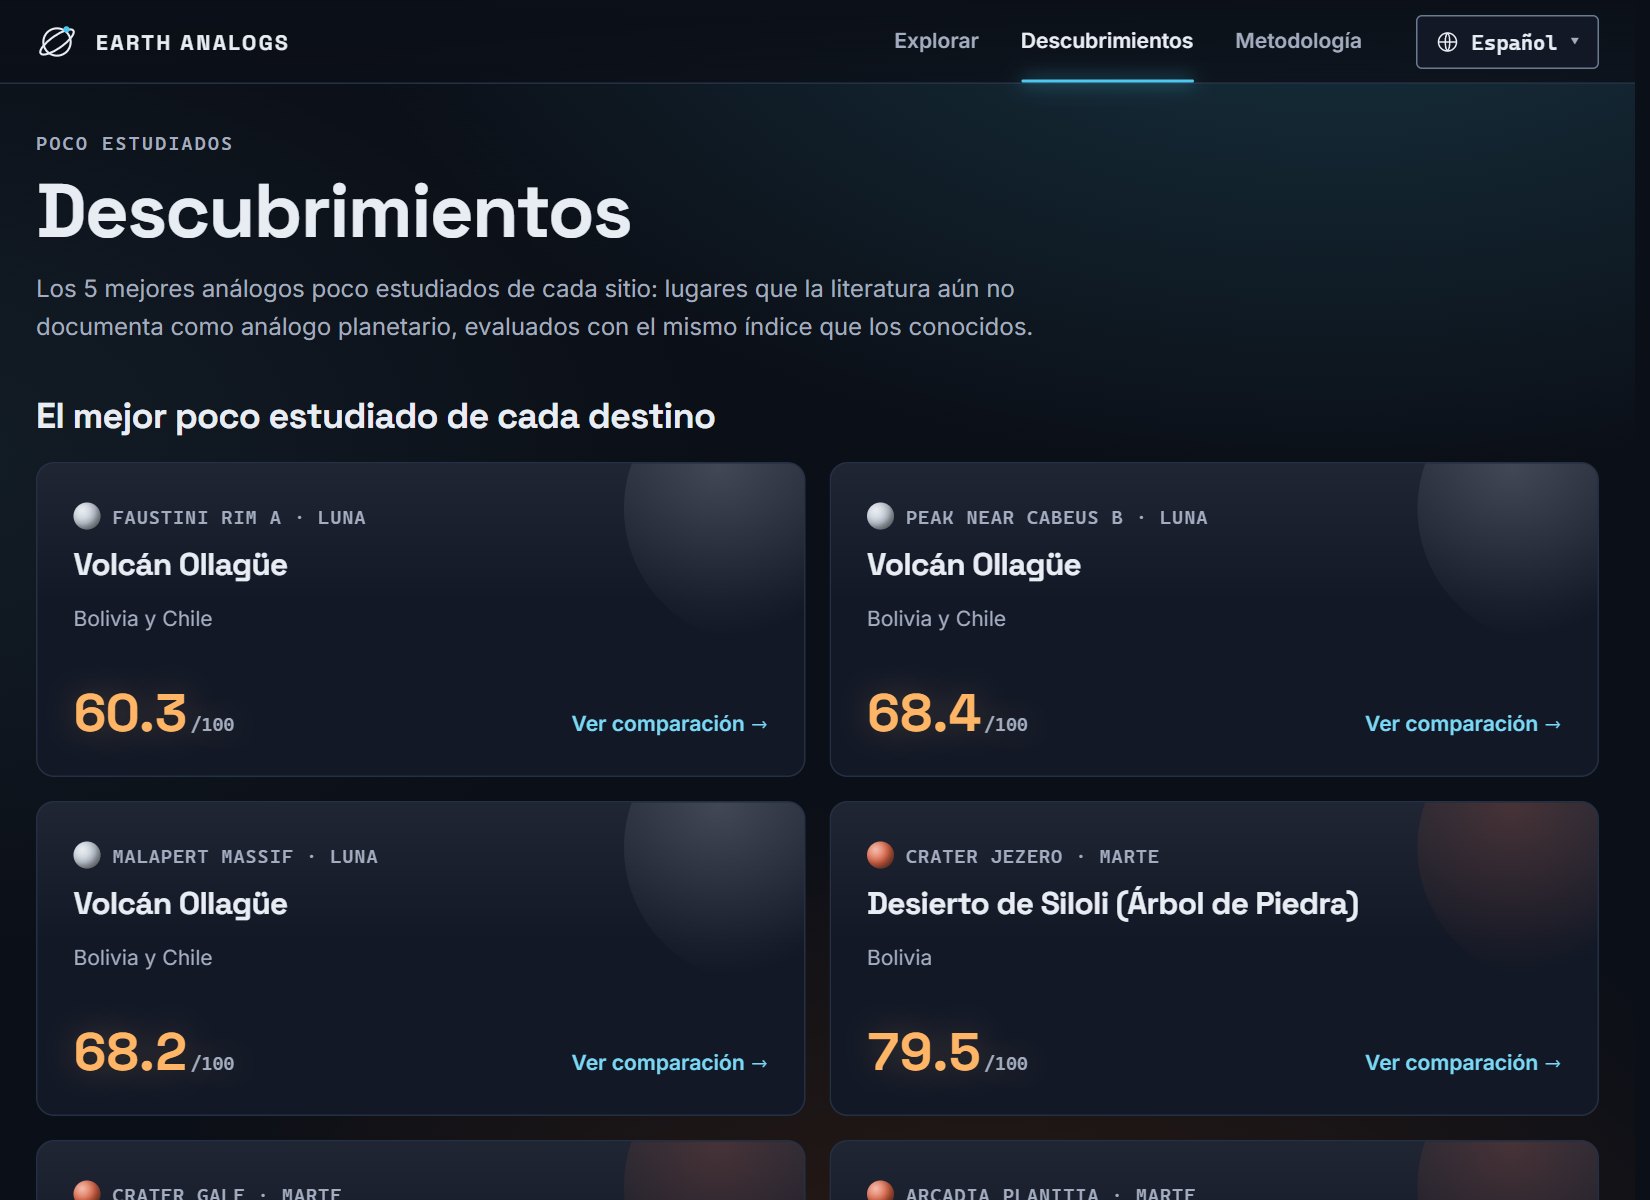 EARTH ANALOGS
Explorar
Descubrimientos
Metodología
Español
POCO ESTUDIADOS
Descubrimientos
Los 5 mejores análogos poco estudiados de cada sitio: lugares que la literatura aún no
documenta como análogo planetario, evaluados con el mismo índice que los conocidos.
El mejor poco estudiado de cada destino
FAUSTINI RIM A · LUNA
Volcán Ollagüe
Bolivia y Chile
60.3/100
Ver comparación →
PEAK NEAR CABEUS B · LUNA
Volcán Ollagüe
Bolivia y Chile
68.4/100
Ver comparación →
MALAPERT MASSIF · LUNA
Volcán Ollagüe
Bolivia y Chile
68.2/100
Ver comparación →
CRATER JEZERO · MARTE
Desierto de Siloli (Árbol de Piedra)
Bolivia
79.5/100
Ver comparación →
CRATER GALE · MARTE
ARCADIA PLANITIA · MARTE